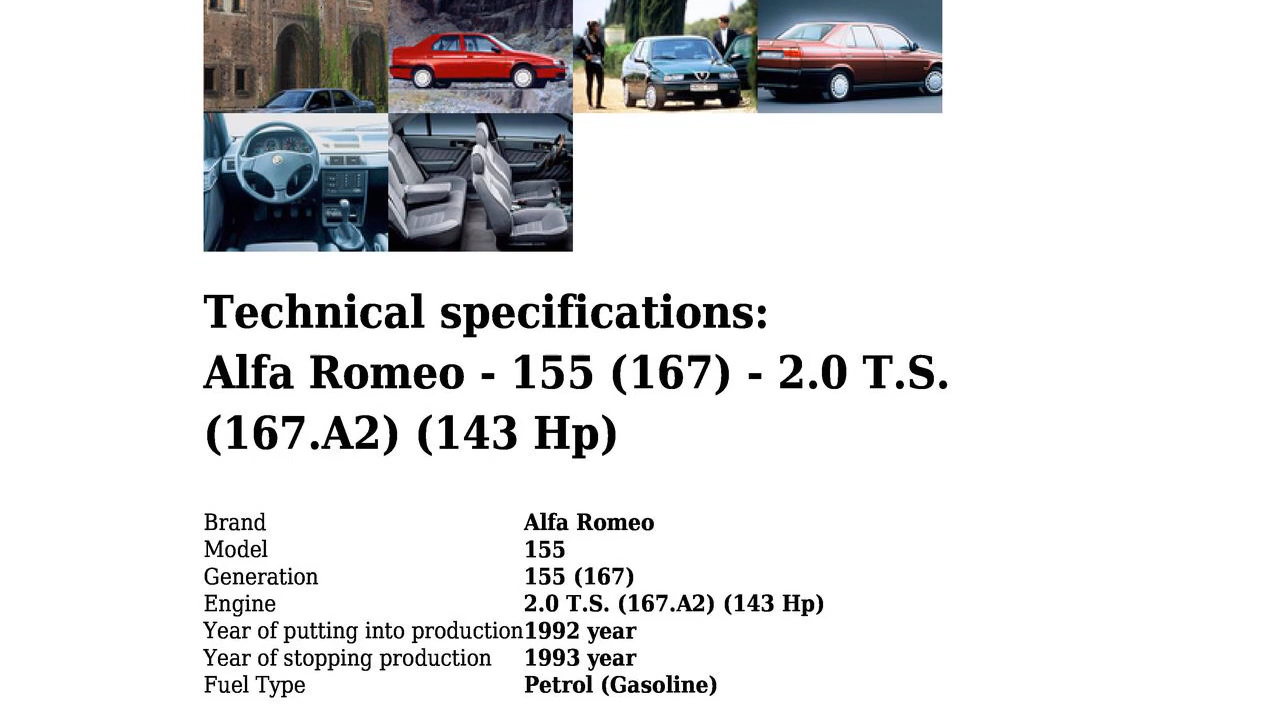 Technical specifications:
Alfa Romeo - 155 (167) - 2.0 T.S.
(167.A2) (143 Hp)
Brand Alfa Romeo
Model 155
Generation 155 (167)
Engine 2.0 T.S. (167.A2) (143 Hp)
Year of putting into production 1992 year
Year of stopping production 1993 year
Fuel Type Petrol (Gasoline)